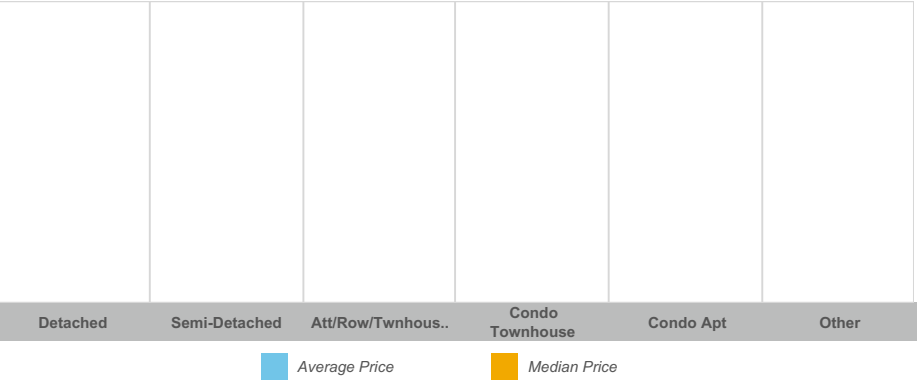 Detached
Semi-Detached
Att/Row/Twnhous..
Condo
Townhouse
Condo Apt
Other
Average Price
Median Price